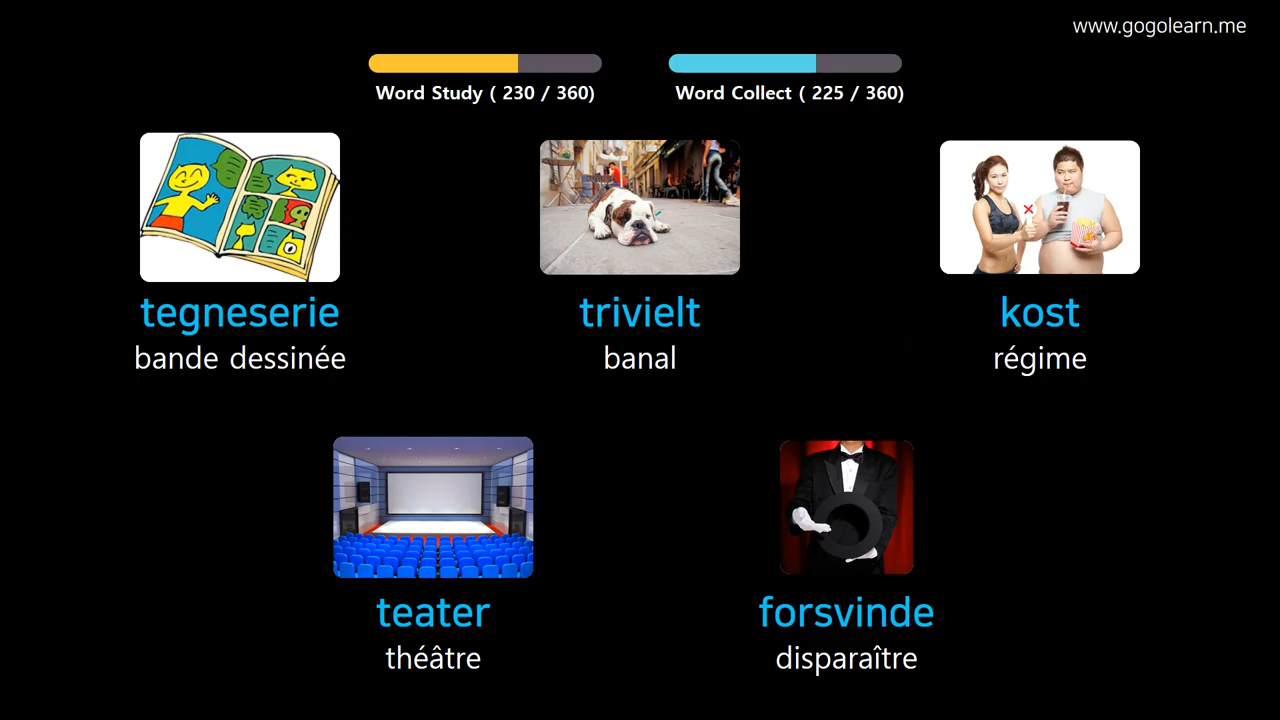 www.gogolearn.me
Word Study ( 230 / 360)
Word Collect ( 225 / 360)
tegneserie
bande dessinée
trivielt
banal
kost
régime
teater
théâtre
forsvinde
disparaître